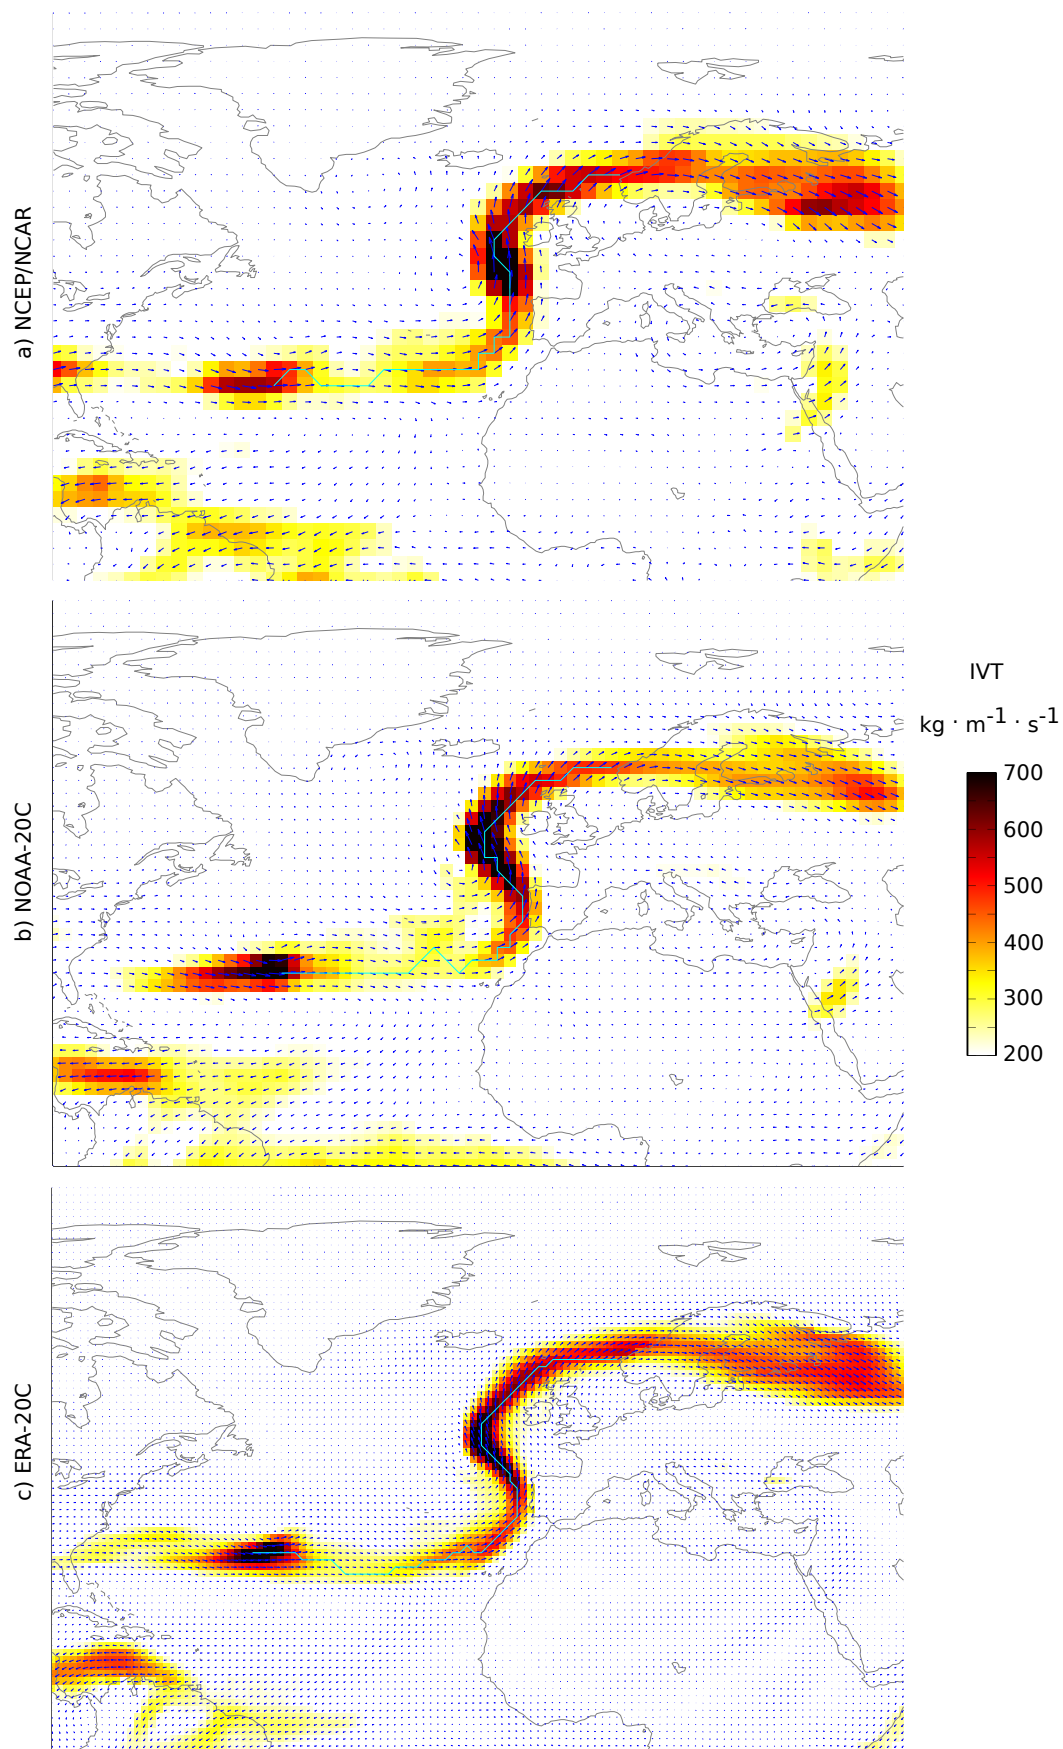 a) NCEP/NCAR
IVT
kg · m-1 · s-1
b) NOAA-20C
700
600
500
400
300
200
c) ERA-20C